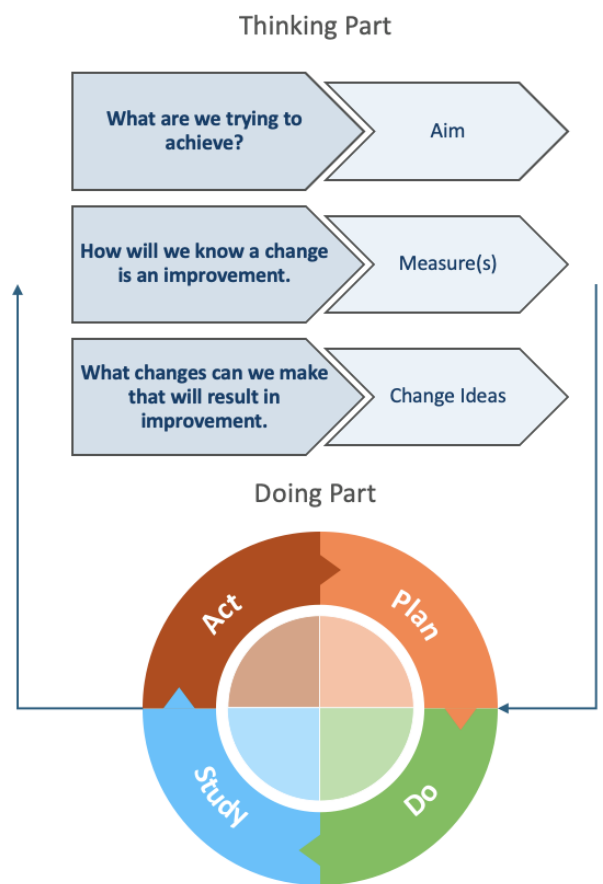 Thinking Part
What are we trying to
achieve?
Aim
How will we know a change
is an improvement.
Measure(s)
What changes can we make
that will result in
improvement.
Change Ideas
Doing Part
Act
Plan
Study
Do